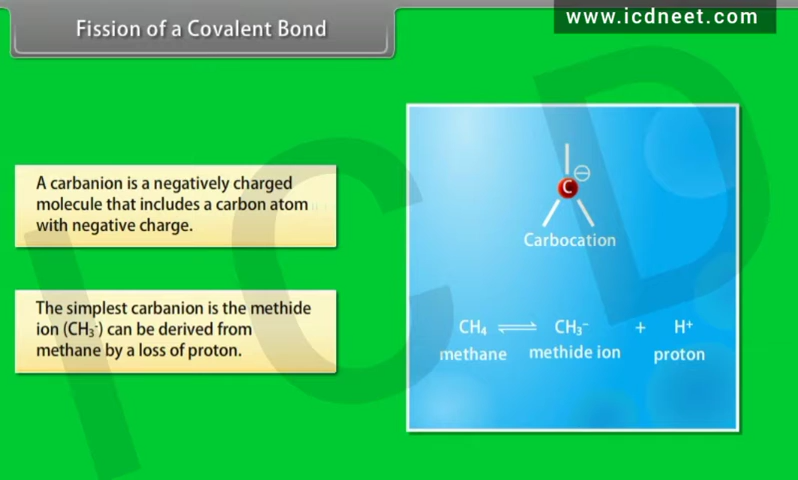 www.icdneet.com
Fission of a Covalent Bond
A carbanion is a negatively charged
molecule that includes a carbon atom
with negative charge.
The simplest carbanion is the methide
ion (CH₃⁻) can be derived from
methane by a loss of proton.
⊖
C
Carbocation
CH₄ ⇌ CH₃⁻ + H⁺
methane methide ion proton
ICD